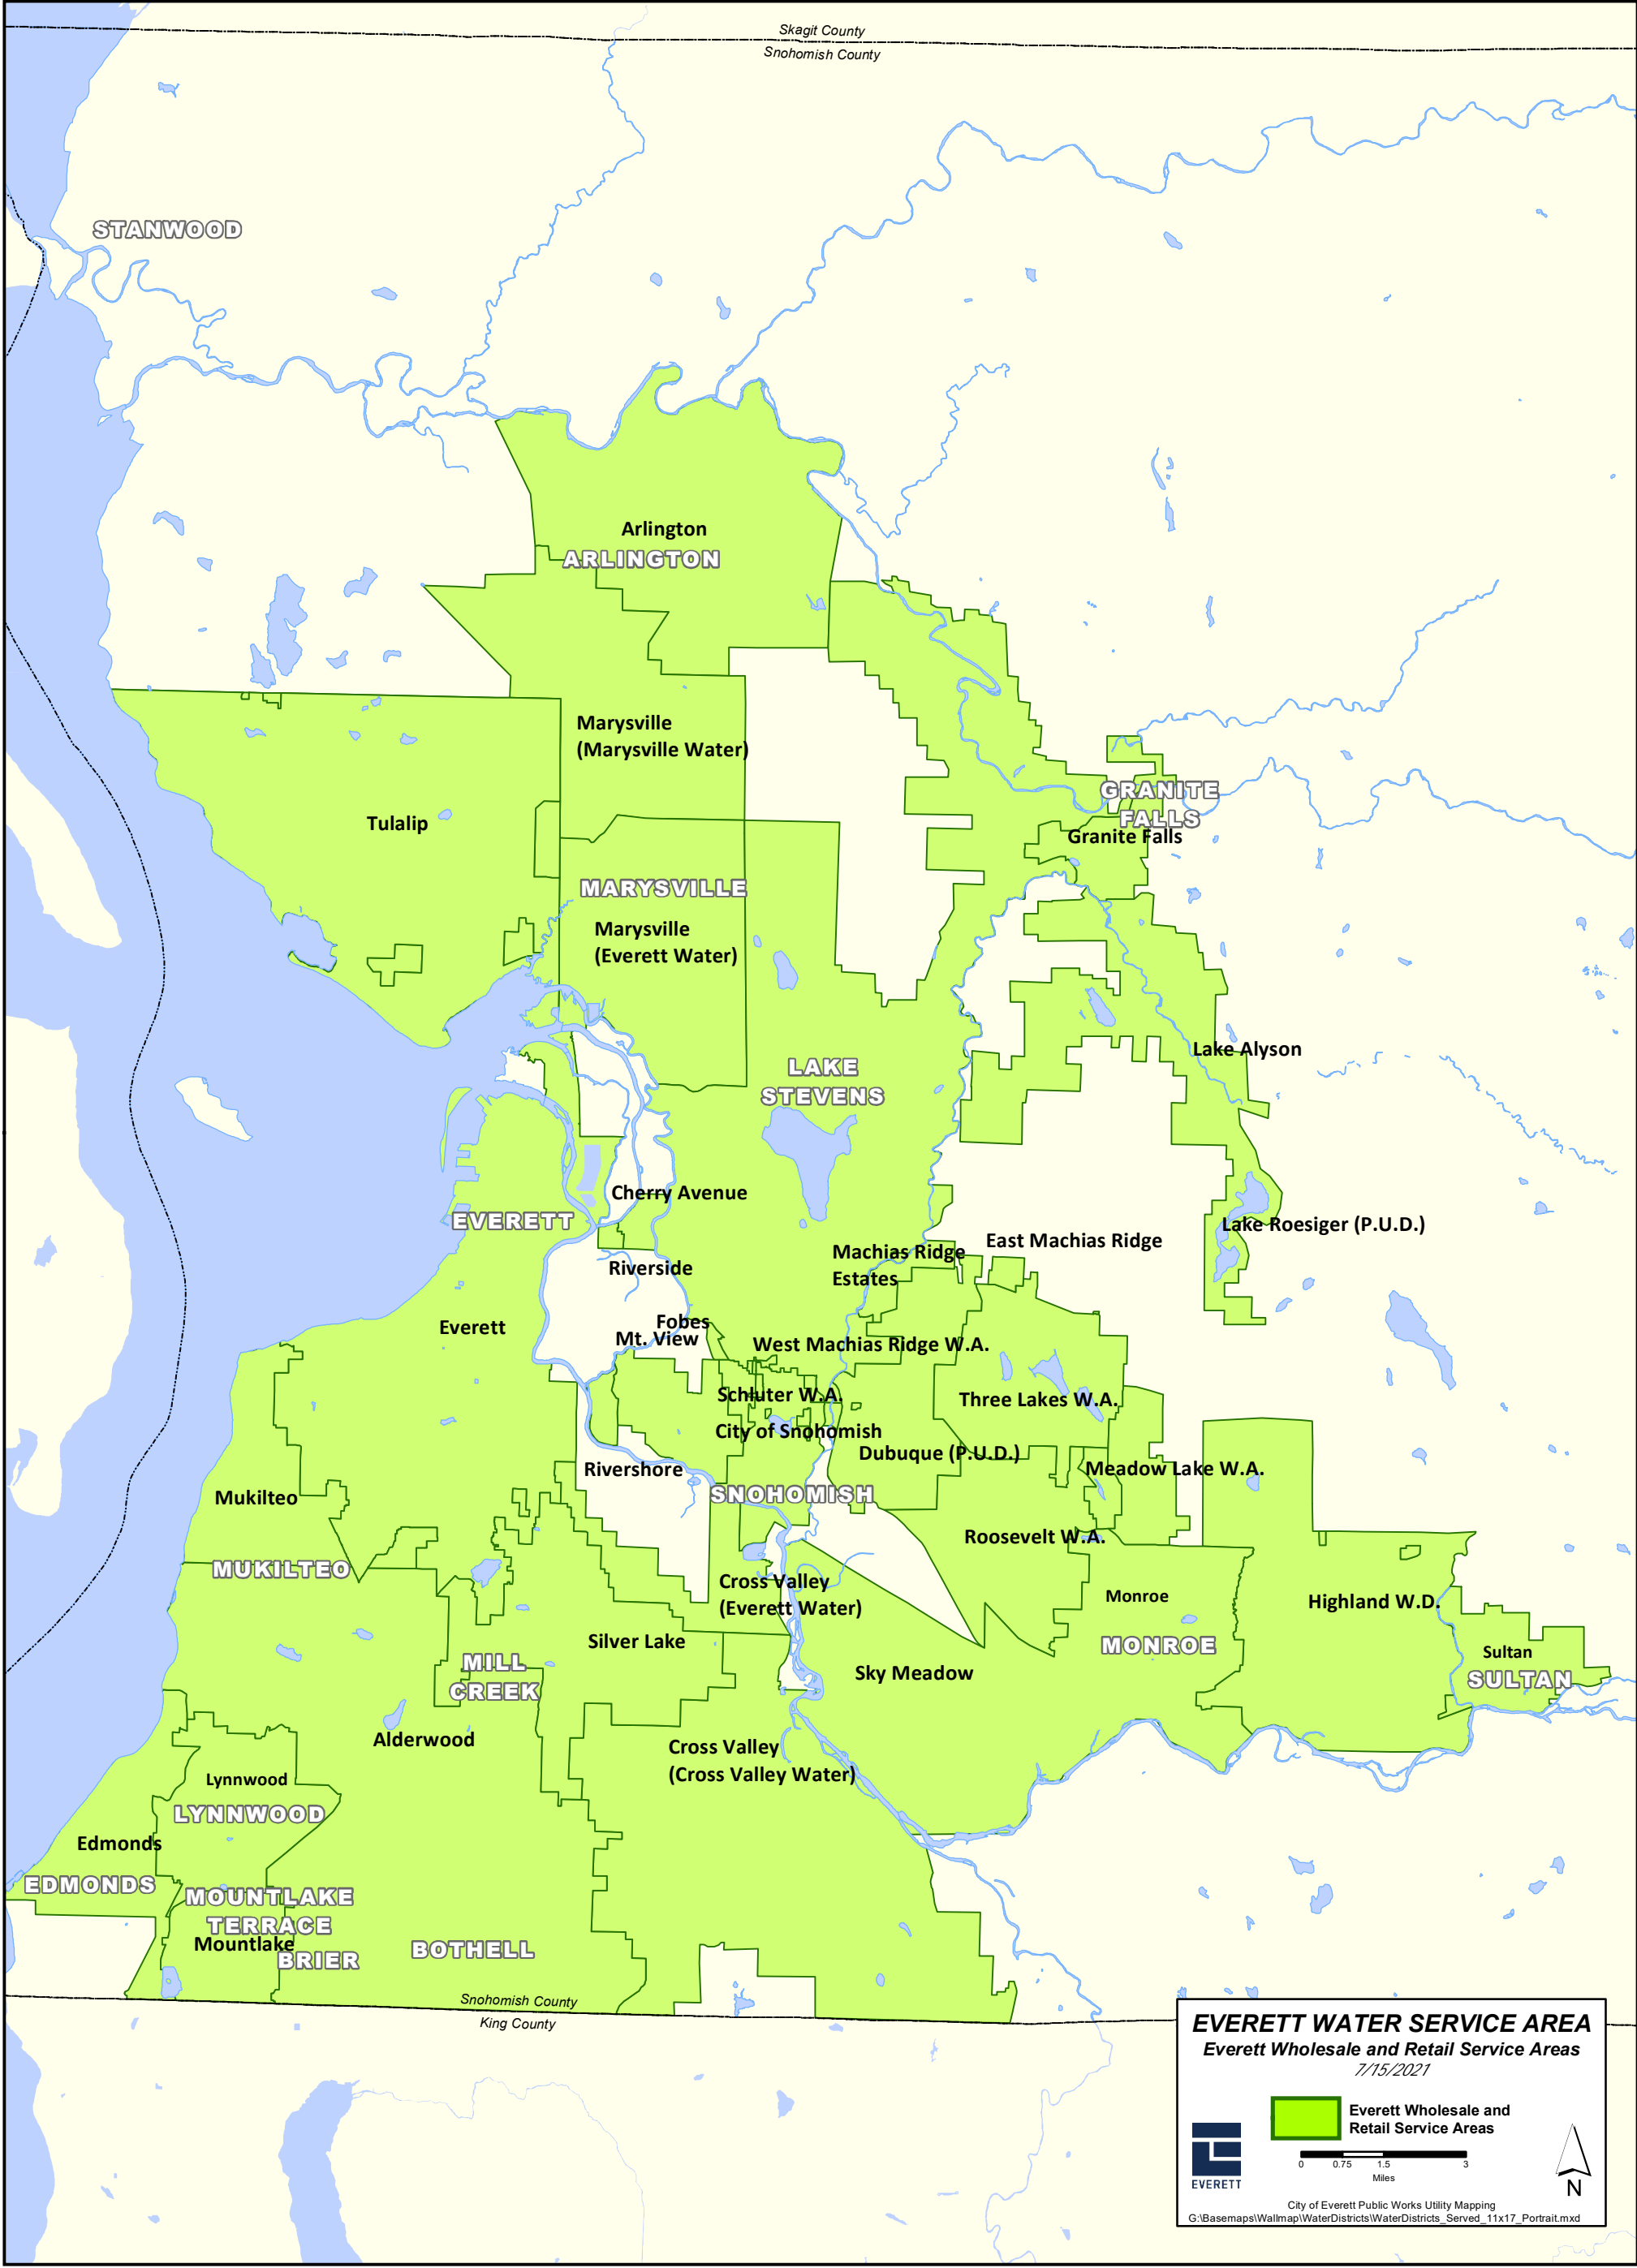 Skagit County
Snohomish County
STANWOOD
Arlington
ARLINGTON
Marysville
(Marysville Water)
Tulalip
GRANITE
FALLS
Granite Falls
MARYSVILLE
Marysville
(Everett Water)
Lake Alyson
LAKE
STEVENS
Cherry Avenue
EVERETT
Lake Roesiger (P.U.D.)
East Machias Ridge
Machias Ridge
Estates
Riverside
Fobes
Everett
Mt. View
West Machias Ridge W.A.
Schluter W.A.
Three Lakes W.A.
City of Snohomish
Dubuque (P.U.D.)
Rivershore
Meadow Lake W.A.
Mukilteo
SNOHOMISH
Roosevelt W.A.
MUKILTEO
Cross Valley
(Everett Water)
Monroe
Highland W.D.
Silver Lake
MONROE
Sultan
SULTAN
MILL
CREEK
Sky Meadow
Alderwood
Cross Valley
(Cross Valley Water)
Lynnwood
LYNNWOOD
Edmonds
EDMONDS
MOUNTLAKE
TERRACE
Mountlake
BRIER
BOTHELL
Snohomish County
King County
EVERETT WATER SERVICE AREA
Everett Wholesale and Retail Service Areas
7/15/2021
Everett Wholesale and
Retail Service Areas
0 0.75 1.5 3
Miles
EVERETT
N
City of Everett Public Works Utility Mapping
G:\Basemaps\Wallmap\WaterDistricts\WaterDistricts_Served_11x17_Portrait.mxd